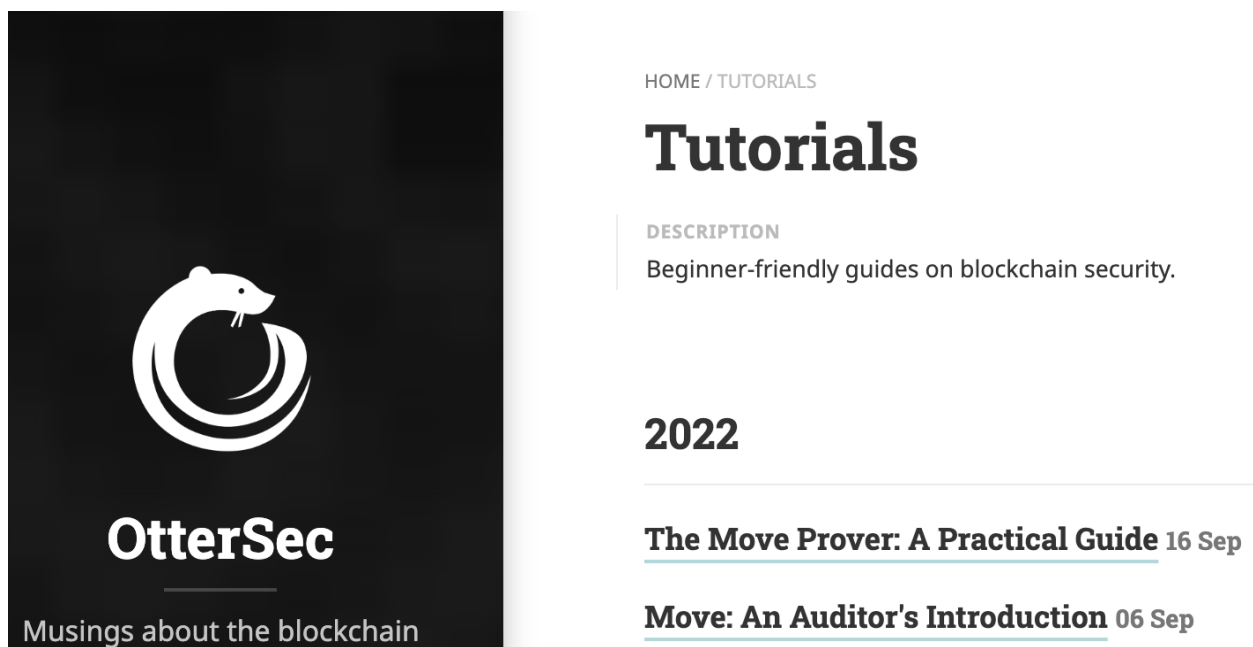 OtterSec
Musings about the blockchain
HOME / TUTORIALS
Tutorials
DESCRIPTION
Beginner-friendly guides on blockchain security.
2022
The Move Prover: A Practical Guide 16 Sep
Move: An Auditor's Introduction 06 Sep